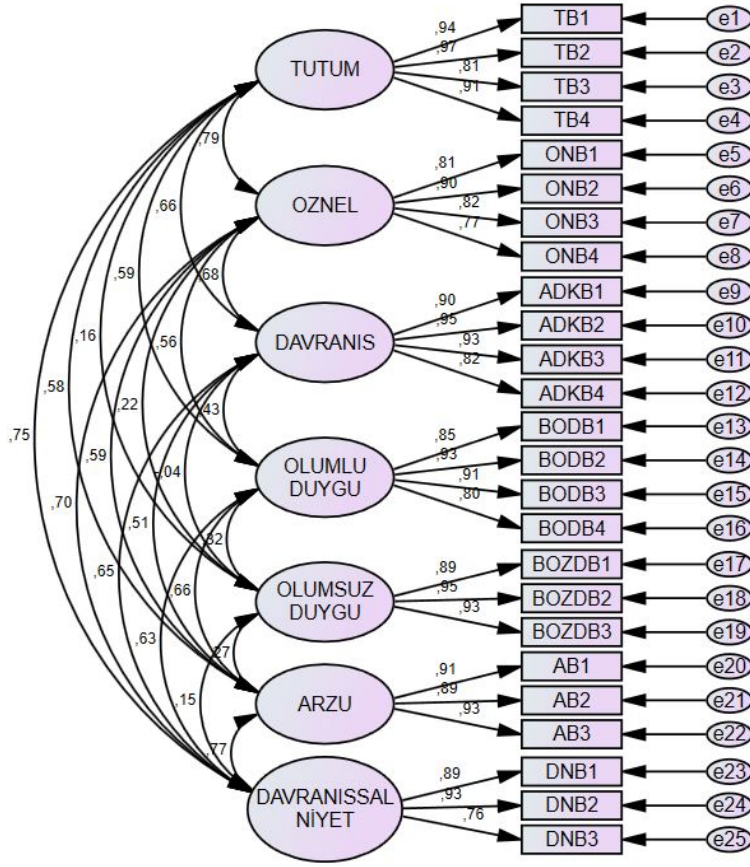 TUTUM
,94
TB1
e1
,97
TB2
e2
,81
TB3
e3
,91
TB4
e4
,79
OZNEL
,81
ONB1
e5
,90
ONB2
e6
,82
ONB3
e7
,77
ONB4
e8
,66
,68
DAVRANIS
,90
ADKB1
e9
,95
ADKB2
e10
,93
ADKB3
e11
,82
ADKB4
e12
,59
,16
,56
,58
,22
,43
,75
,59
,04
OLUMLU
DUYGU
,85
BODB1
e13
,93
BODB2
e14
,91
BODB3
e15
,80
BODB4
e16
,70
,51
,32
,65
,66
OLUMSUZ
DUYGU
,89
BOZDB1
e17
,95
BOZDB2
e18
,93
BOZDB3
e19
,63
,27
,15
ARZU
,91
AB1
e20
,89
AB2
e21
,93
AB3
e22
,77
DAVRANISSAL
NİYET
,89
DNB1
e23
,93
DNB2
e24
,76
DNB3
e25